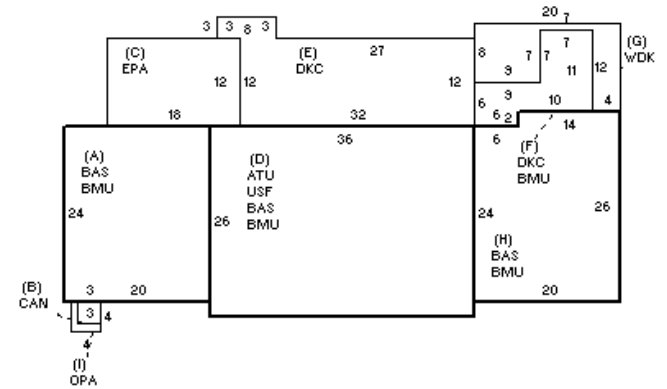 20 7
3 3 8 3
(C)
EPA
(E)
DKC
27
(G)
WDK
8 7 7 7
12 12 12 9 11 12
9
18 32 6 6 2 10 4
36 6 14
(A)
BAS
BMU
(D)
ATU
USF
BAS
BMU
(F)
DKC
BMU
24 26 24 26
(H)
BAS
BMU
(B)
CAN
3 20 20
3 4
4
(I)
OPA